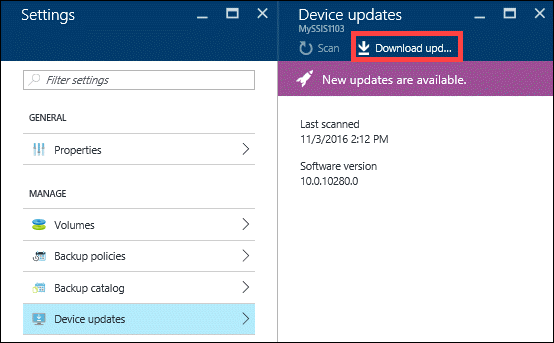 Settings
Filter settings
GENERAL
Properties
MANAGE
Volumes
Backup policies
Backup catalog
Device updates
Device updates
MySSIS1103
Scan
Download upd...
New updates are available.
Last scanned
11/3/2016 2:12 PM
Software version
10.0.10280.0